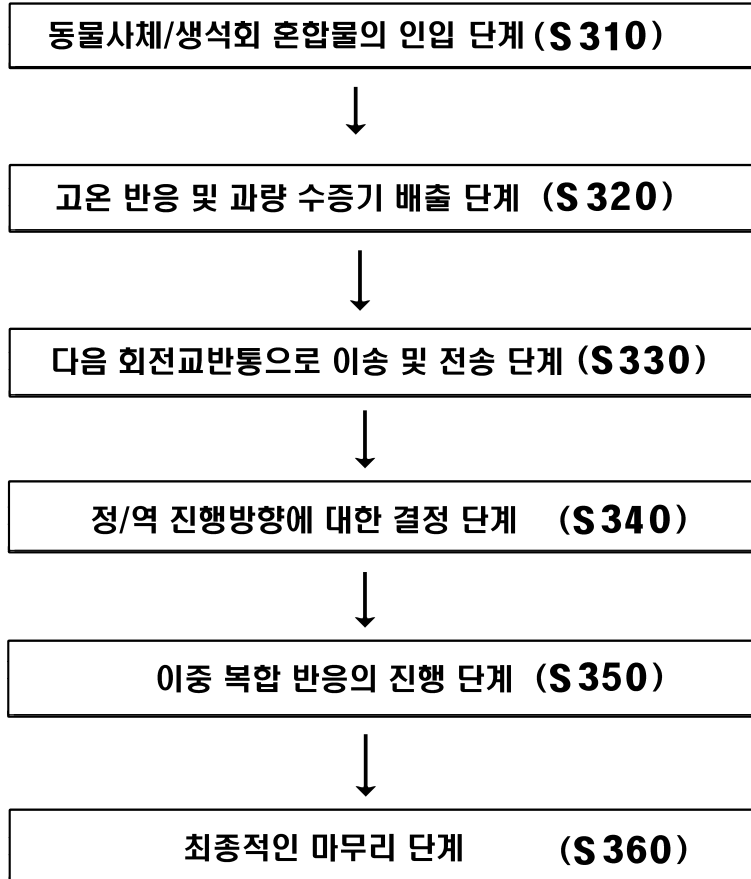 동물사체/생석회 혼합물의 인입 단계 (S310)
고온 반응 및 과량 수증기 배출 단계 (S320)
다음 회전교반통으로 이송 및 전송 단계 (S330)
정/역 진행방향에 대한 결정 단계 (S340)
이중 복합 반응의 진행 단계 (S350)
최종적인 마무리 단계 (S360)